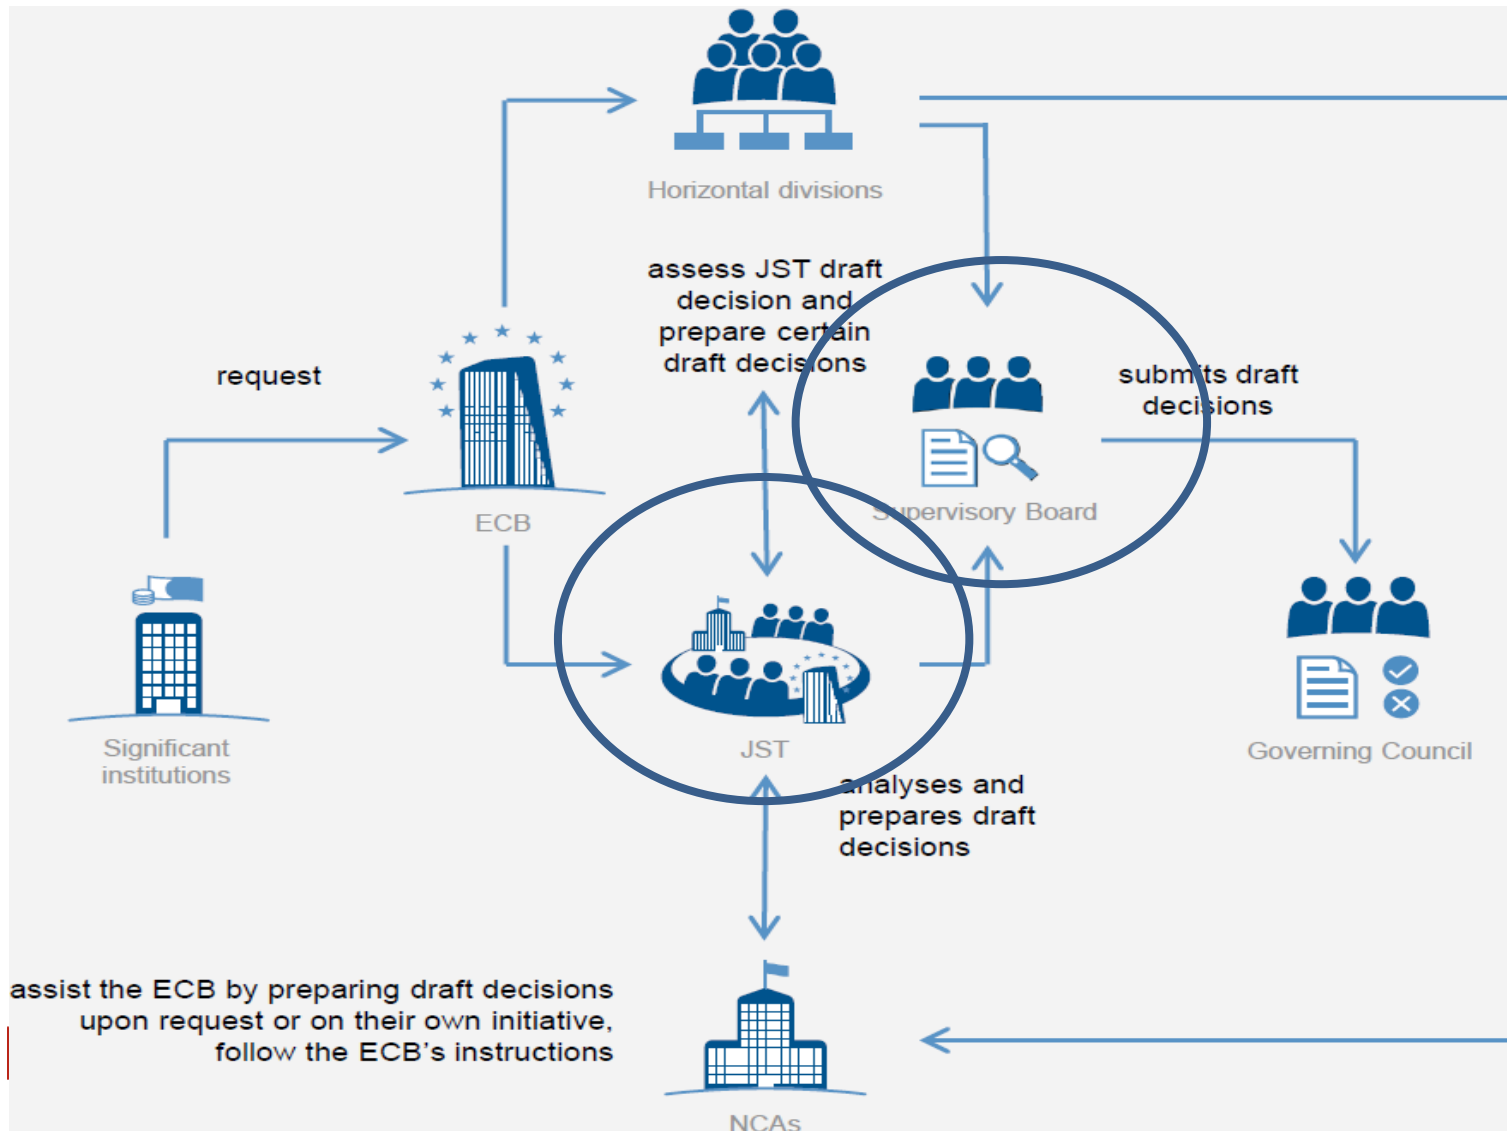 Horizontal divisions
assess JST draft
decision and
prepare certain
draft decisions
request
submits draft
decisions
ECB
Supervisory Board
Significant
institutions
JST
Governing Council
analyses and
prepares draft
decisions
assist the ECB by preparing draft decisions
upon request or on their own initiative,
follow the ECB's instructions
NCAs